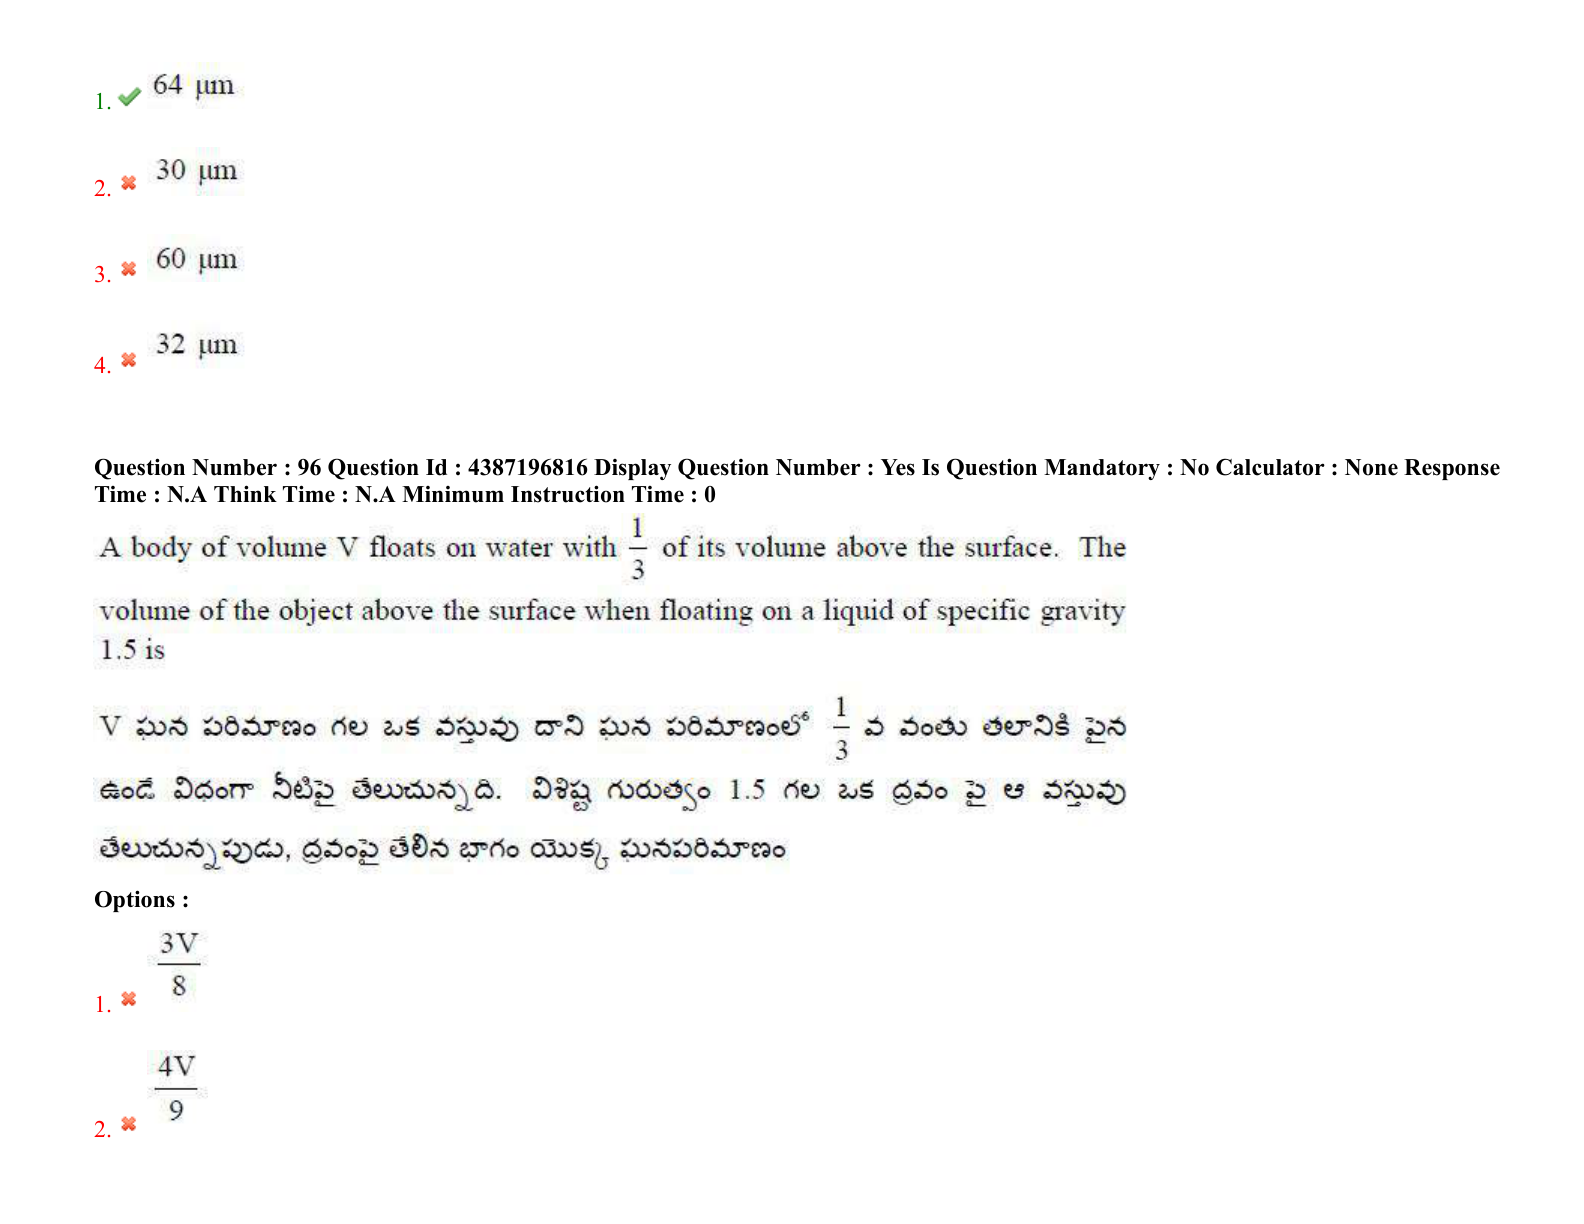 1. 64 µm
2. 30 µm
3. 60 µm
4. 32 µm
Question Number : 96 Question Id : 4387196816 Display Question Number : Yes Is Question Mandatory : No Calculator : None Response
Time : N.A Think Time : N.A Minimum Instruction Time : 0
A body of volume V floats on water with 1/3 of its volume above the surface. The
volume of the object above the surface when floating on a liquid of specific gravity
1.5 is
V ఘన పరిమాణం గల ఒక వస్తువు దాని ఘన పరిమాణంలో 1/3 వ వంతు తలానికి పైన
ఉండే విధంగా నీటిపై తేలుచున్నది. విశిష్ట గురుత్వం 1.5 గల ఒక ద్రవం పై ఆ వస్తువు
తేలుచున్నపుడు, ద్రవంపై తేలిన భాగం యొక్క ఘనపరిమాణం
Options :
1. 3V/8
2. 4V/9